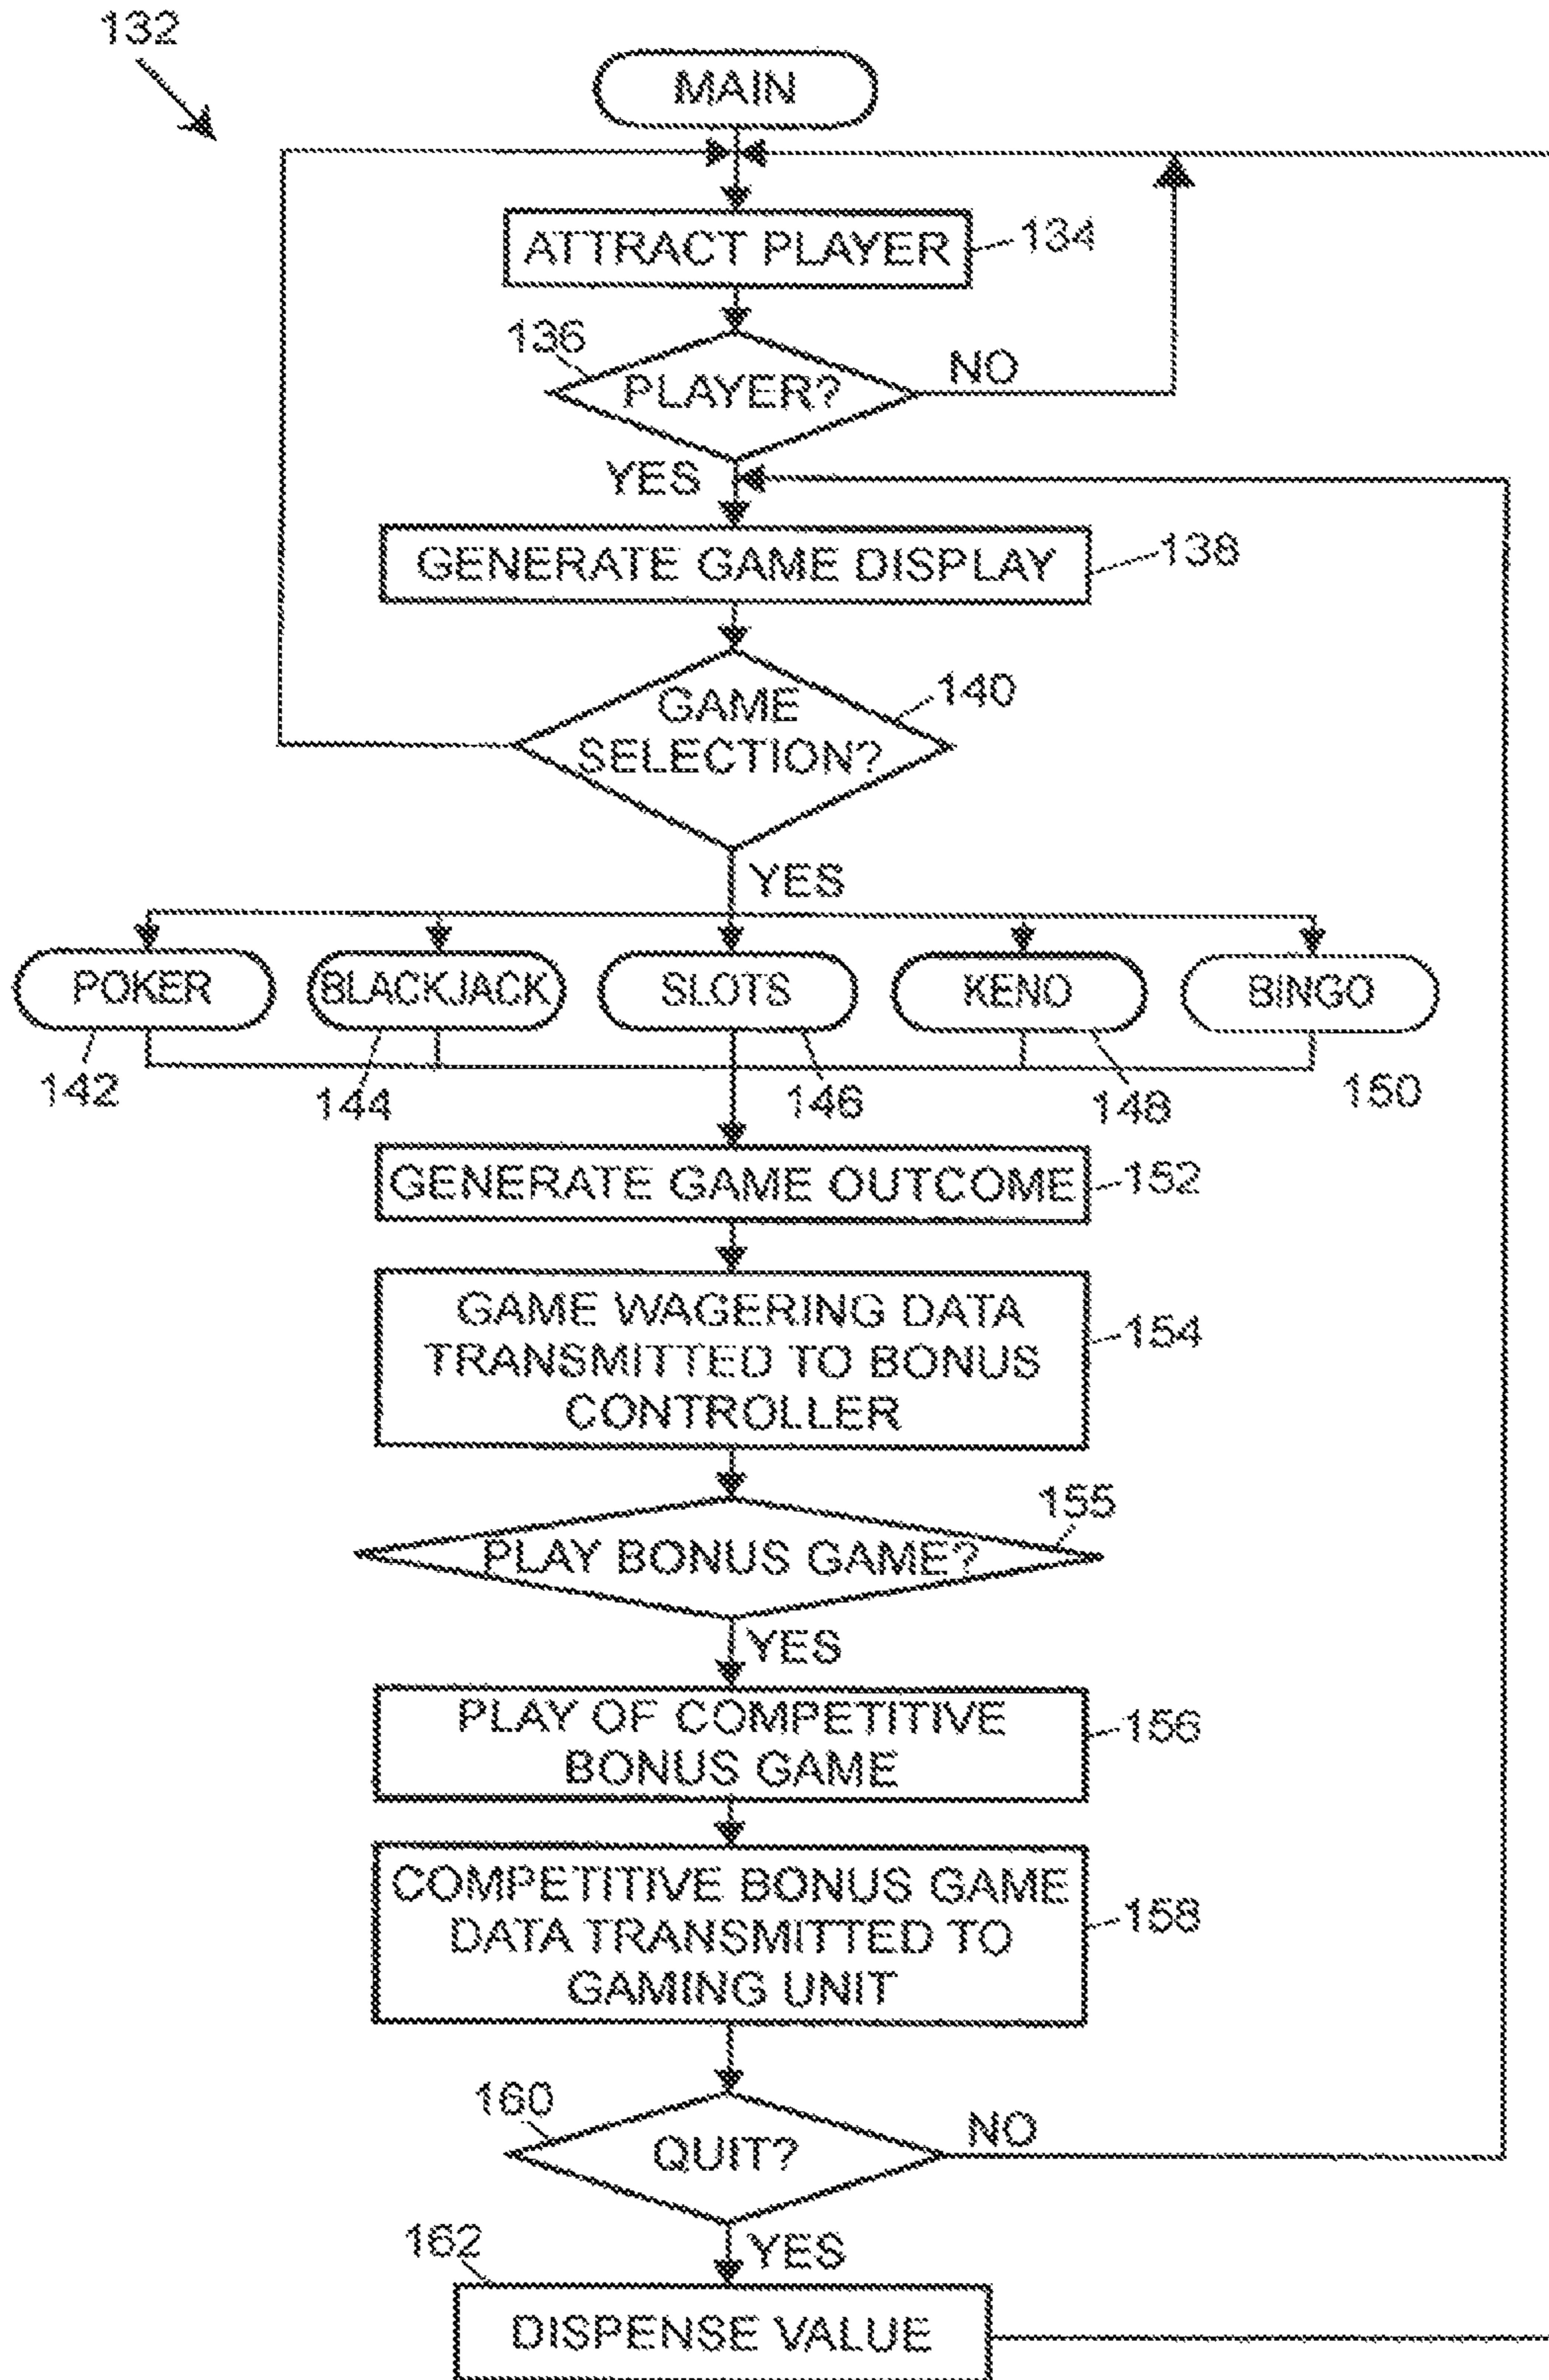 132
MAIN
ATTRACT PLAYER
134
136
PLAYER?
NO
YES
GENERATE GAME DISPLAY
138
GAME
SELECTION?
140
YES
POKER
BLACKJACK
SLOTS
KENO
BINGO
142
144
146
148
150
GENERATE GAME OUTCOME
152
GAME WAGERING DATA
TRANSMITTED TO BONUS
CONTROLLER
154
155
PLAY BONUS GAME?
YES
PLAY OF COMPETITIVE
BONUS GAME
156
COMPETITIVE BONUS GAME
DATA TRANSMITTED TO
GAMING UNIT
158
160
QUIT?
NO
YES
162
DISPENSE VALUE